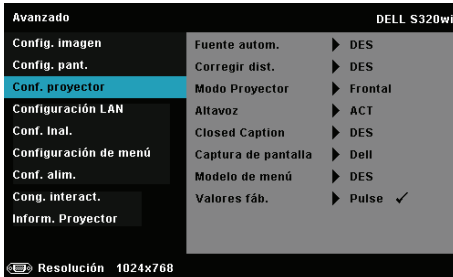 Avanzado DELL S320wi
Config. imagen
Config. pant.
Conf. proyector
Configuración LAN
Conf. Inal.
Configuración de menú
Conf. alim.
Cong. interact.
Inform. Proyector
Fuente autom. DES
Corregir dist. DES
Modo Proyector Frontal
Altavoz ACT
Closed Caption DES
Captura de pantalla Dell
Modelo de menú DES
Valores fáb. Pulse ✓
Resolución 1024x768